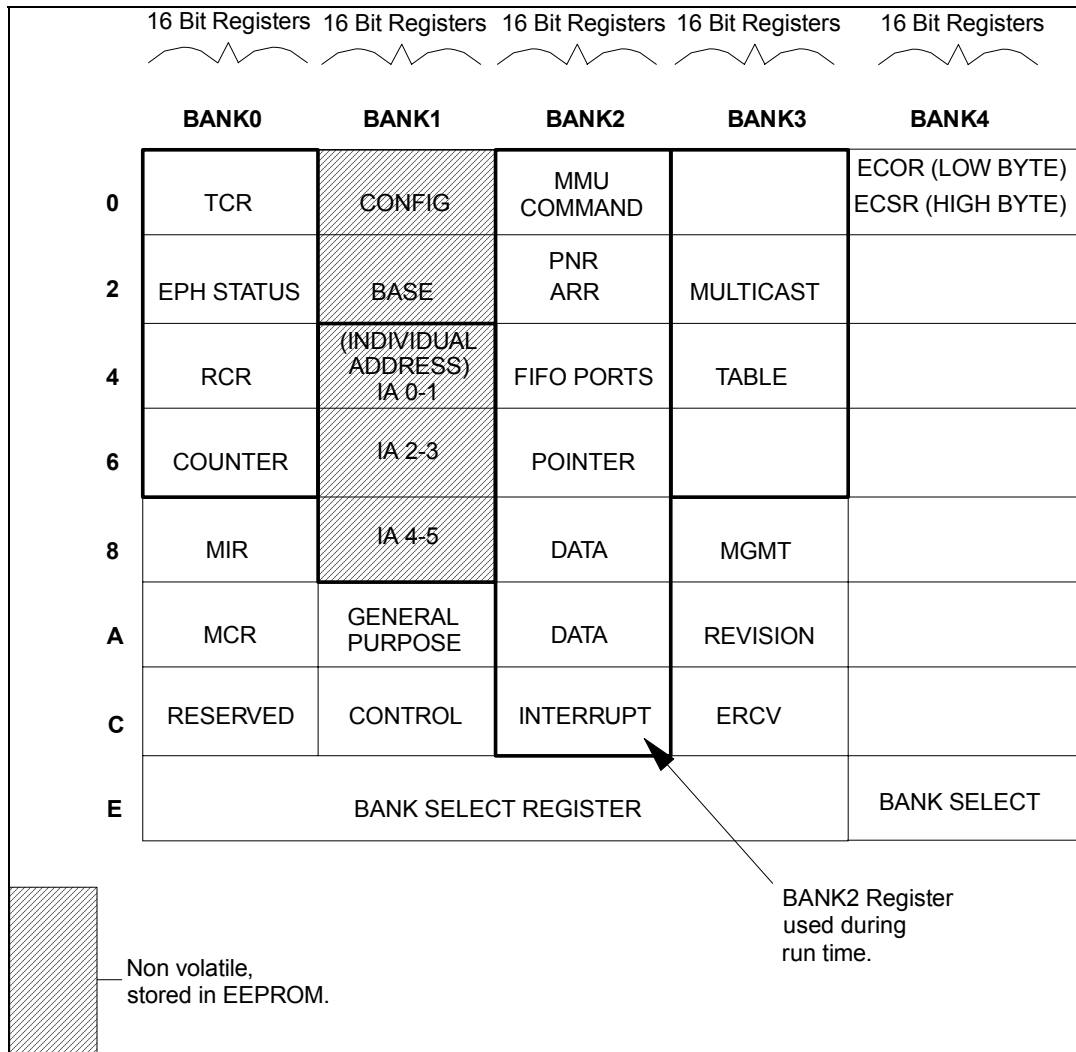 16 Bit Registers 16 Bit Registers 16 Bit Registers 16 Bit Registers 16 Bit Registers
BANK0 BANK1 BANK2 BANK3 BANK4
0 TCR CONFIG MMU COMMAND ECOR (LOW BYTE) ECSR (HIGH BYTE)
2 EPH STATUS BASE PNR ARR MULTICAST
4 RCR (INDIVIDUAL ADDRESS) IA 0-1 FIFO PORTS TABLE
6 COUNTER IA 2-3 POINTER
8 MIR IA 4-5 DATA MGMT
A MCR GENERAL PURPOSE DATA REVISION
C RESERVED CONTROL INTERRUPT ERCV
E BANK SELECT REGISTER BANK SELECT
BANK2 Register
used during
run time.
Non volatile,
stored in EEPROM.